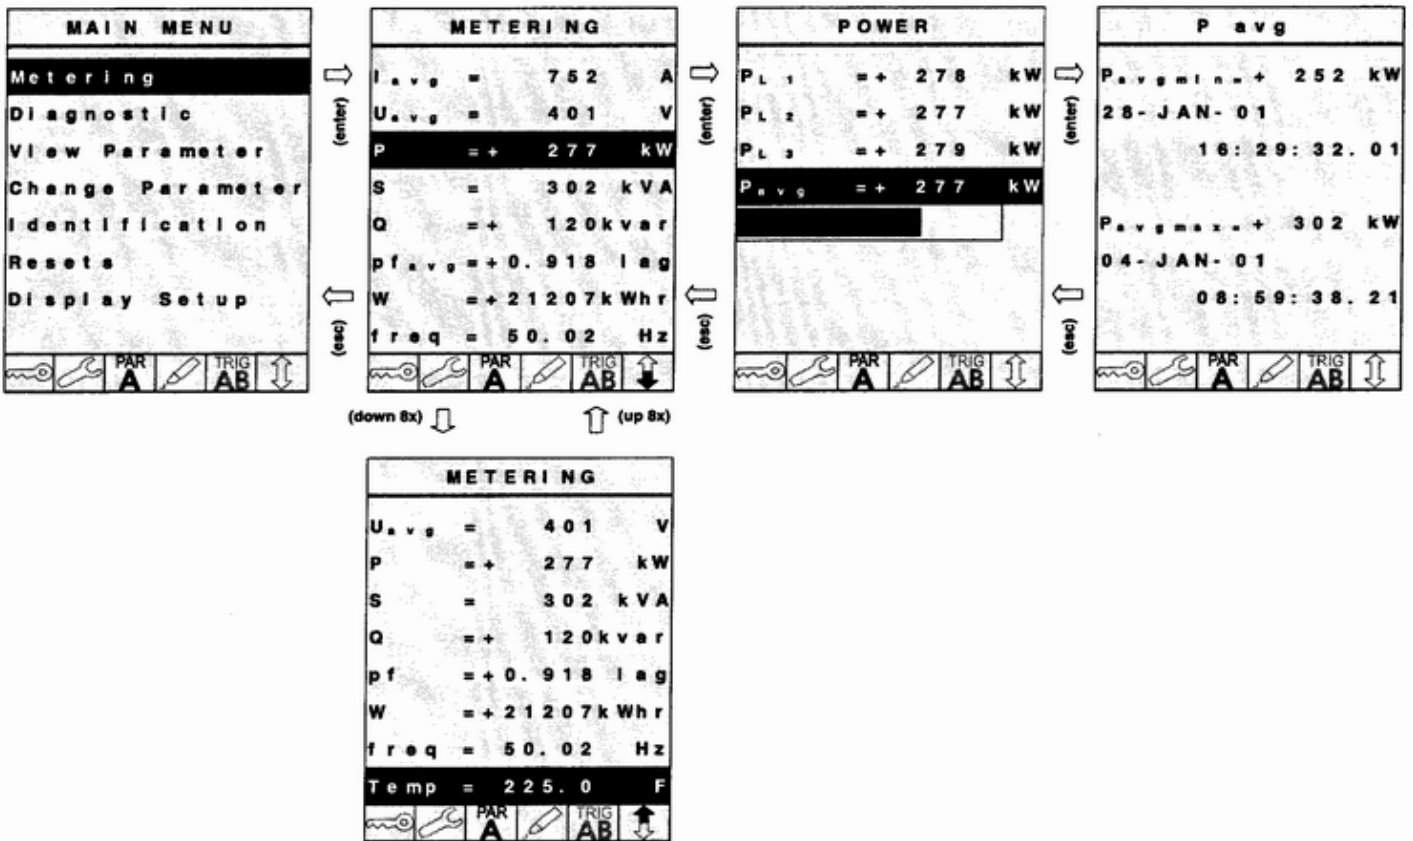 MAIN MENU
Metering
Diagnostic
View Parameter
Change Parameter
Identification
Resets
Display Setup
PAR A
TRIG AB
(enter)
(esc)
METERING
Iavg = 752 A
Uavg = 401 V
P =+ 277 kW
S = 302 kVA
Q =+ 120kvar
pfavg=+0.918 lag
W =+21207kWhr
freq = 50.02 Hz
PAR A
TRIG AB
(enter)
(esc)
POWER
PL1 =+ 278 kW
PL2 =+ 277 kW
PL3 =+ 279 kW
Pavg =+ 277 kW
PAR A
TRIG AB
(enter)
(esc)
P avg
Pavgmin=+ 252 kW
28-JAN-01
16:29:32.01
Pavgmax=+ 302 kW
04-JAN-01
08:59:38.21
PAR A
TRIG AB
(down 8x)
(up 8x)
METERING
Uavg = 401 V
P =+ 277 kW
S = 302 kVA
Q =+ 120kvar
pf =+0.918 lag
W =+21207kWhr
freq = 50.02 Hz
Temp = 225.0 F
PAR A
TRIG AB